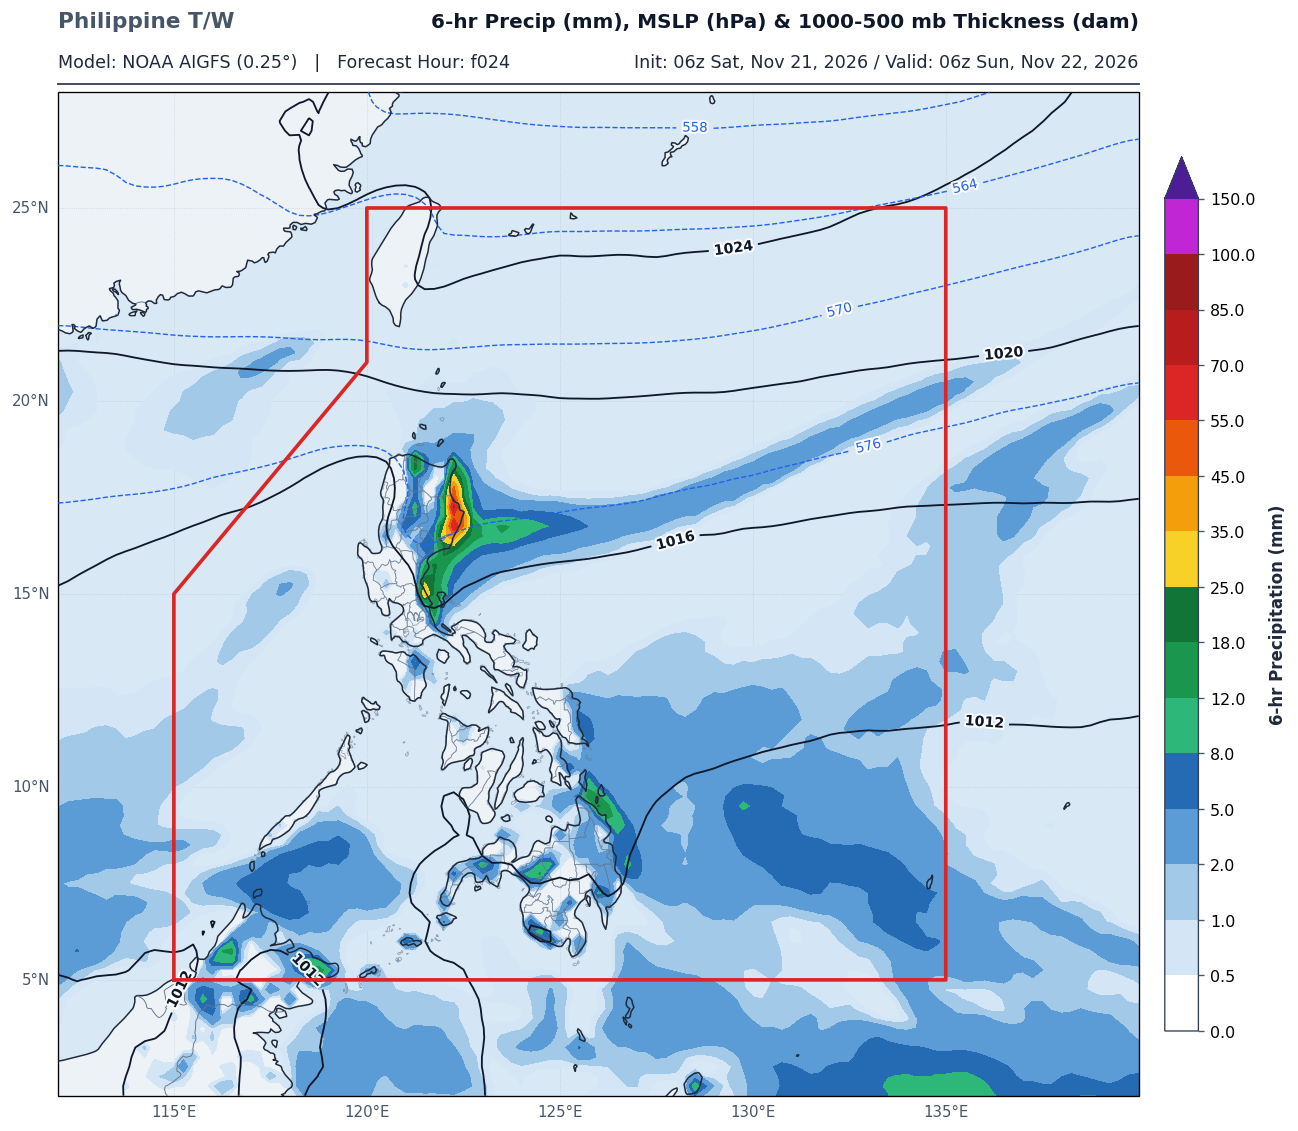 Philippine T/W
6-hr Precip (mm), MSLP (hPa) & 1000-500 mb Thickness (dam)
Model: NOAA AIGFS (0.25°) | Forecast Hour: f024
Init: 06z Sat, Nov 21, 2026 / Valid: 06z Sun, Nov 22, 2026
558
564
25°N
1024
570
1020
20°N
576
1016
15°N
1012
10°N
1012
1012
5°N
115°E
120°E
125°E
130°E
135°E
150.0
100.0
85.0
70.0
55.0
45.0
35.0
25.0
18.0
12.0
8.0
5.0
2.0
1.0
0.5
0.0
6-hr Precipitation (mm)